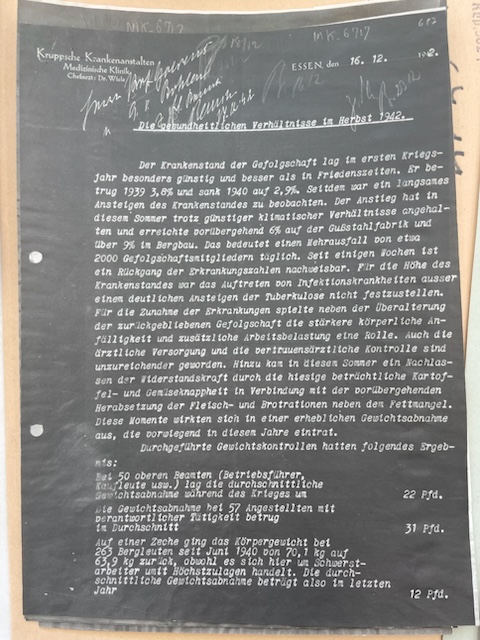 MK-6717
MK-6717
Kruppsche Krankenanstalten
Medizinische Klinik
Chefarzt: Dr. Wiele
ESSEN, den 16. 12. 1942.
Die gesundheitlichen Verhältnisse im Herbst 1942.
Der Krankenstand der Gefolgschaft lag im ersten Kriegs-
jahr besonders günstig und besser als in Friedenszeiten. Er be-
trug 1939 3,8% und sank 1940 auf 2,9%. Seitdem war ein langsames
Ansteigen des Krankenstandes zu beobachten. Der Anstieg hat in
diesem Sommer trotz günstiger klimatischer Verhältnisse angehal-
ten und erreichte vorübergehend 6% auf der Gußstahlfabrik und
über 9% im Bergbau. Das bedeutet einen Mehrausfall von etwa
2000 Gefolgschaftsmitgliedern täglich. Seit einigen Wochen ist
ein Rückgang der Erkrankungszahlen nachweisbar. Für die Höhe des
Krankenstandes war das Auftreten von Infektionskrankheiten ausser
einem deutlichen Ansteigen der Tuberkulose nicht festzustellen.
Für die Zunahme der Erkrankungen spielte neben der Überalterung
der zurückgebliebenen Gefolgschaft die stärkere körperliche An-
fälligkeit und zusätzliche Arbeitsbelastung eine Rolle. Auch die
ärztliche Versorgung und die vertrauensärztliche Kontrolle sind
unzureichender geworden. Hinzu kam in diesem Sommer ein Nachlas-
sen der Widerstandskraft durch die hiesige beträchtliche Kartof-
fel- und Gemüseknappheit in Verbindung mit der vorübergehenden
Herabsetzung der Fleisch- und Brotrationen neben dem Fettmangel.
Diese Momente wirkten sich in einer erheblichen Gewichtsabnahme
aus, die vorwiegend in diesem Jahre eintrat.
Durchgeführte Gewichtskontrollen hatten folgendes Ergeb-
nis:
Bei 50 oberen Beamten (Betriebsführer,
Kaufleute usw.) lag die durchschnittliche
Gewichtsabnahme während des Krieges um 22 Pfd.
Die Gewichtsabnahme bei 57 Angestellten mit
verantwortlicher Tätigkeit betrug
im Durchschnitt 31 Pfd.
Auf einer Zeche ging das Körpergewicht bei
263 Bergleuten seit Juni 1940 von 70,1 kg auf
63,9 kg zurück, obwohl es sich hier um Schwerst-
arbeiter mit Höchstzulagen handelt. Die durch-
schnittliche Gewichtsabnahme beträgt also im letzten
Jahr 12 Pfd.